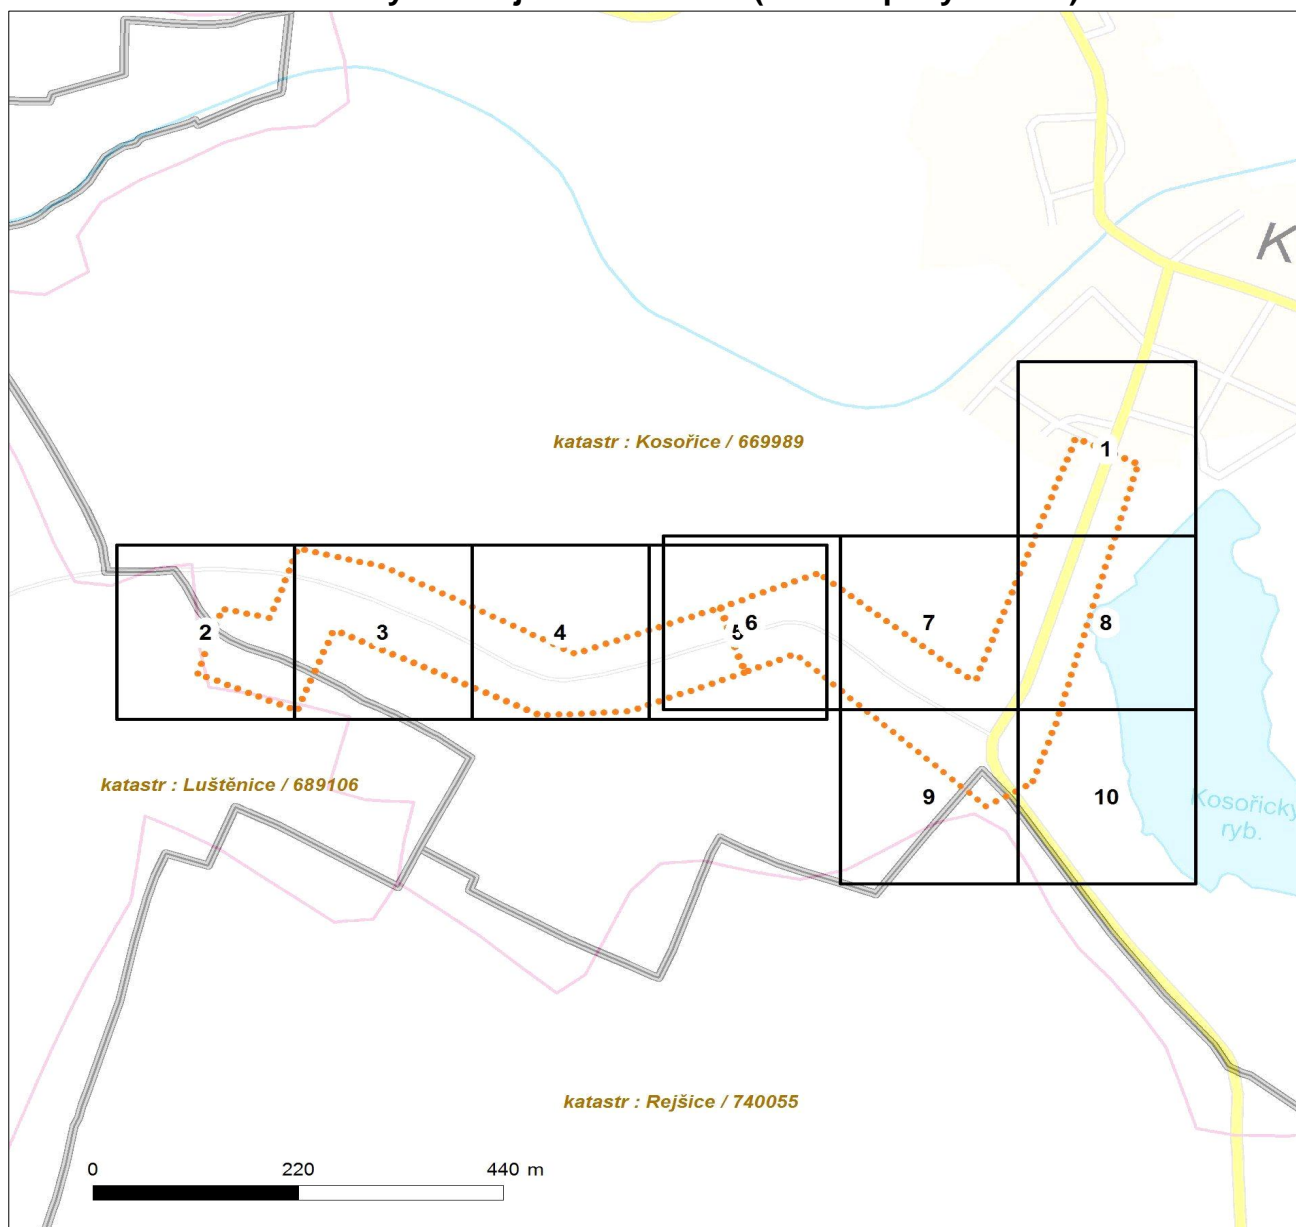 K
katastr : Kosořice / 669989
1
2
3
4
5
6
7
8
katastr : Luštěnice / 689106
9
10
Kosořický
ryb.
katastr : Rejšice / 740055
0 220 440 m